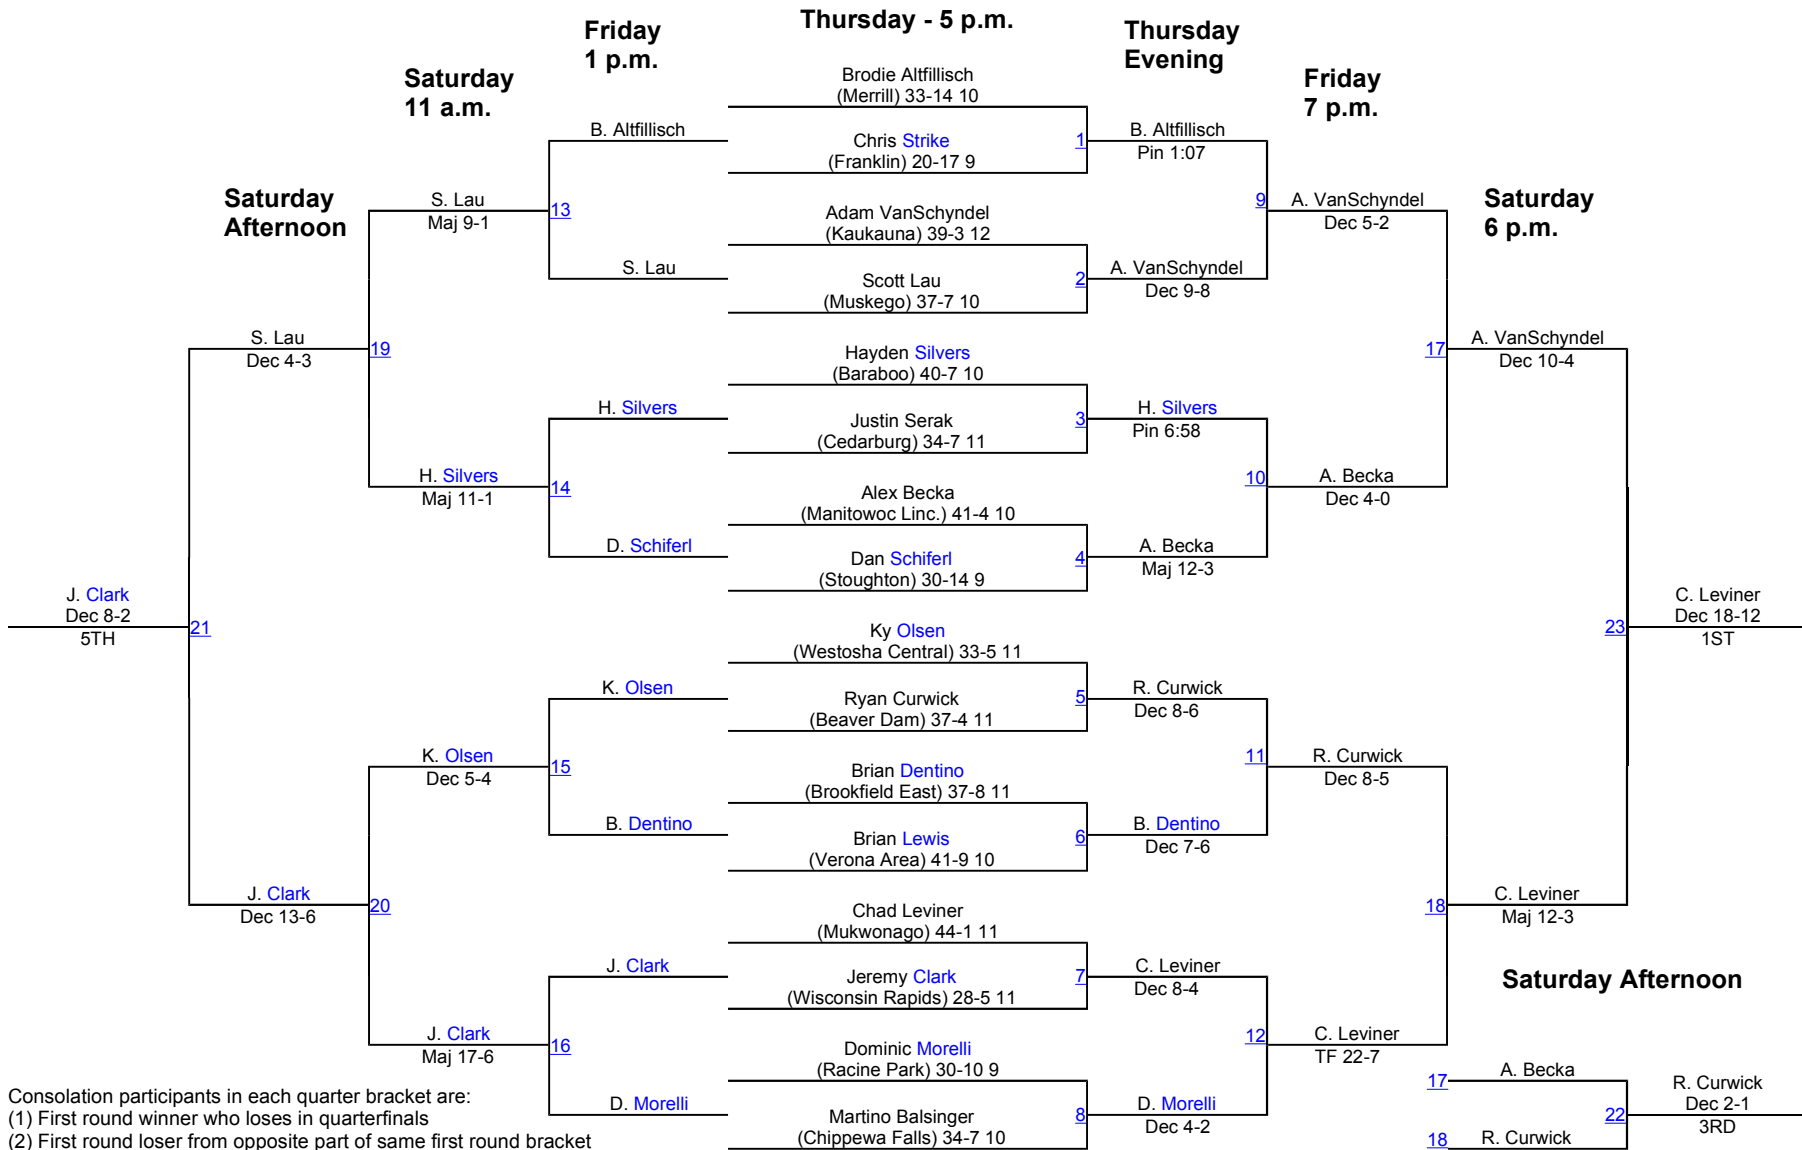 Thursday - 5 p.m.
Friday
1 p.m.
Thursday
Evening
Saturday
11 a.m.
Friday
7 p.m.
Saturday
Afternoon
Saturday
6 p.m.
Brodie Altfillisch
(Merrill) 33-14 10
B. Altfillisch
Chris Strike
(Franklin) 20-17 9
1
B. Altfillisch
Pin 1:07
S. Lau
Maj 9-1
13
Adam VanSchyndel
(Kaukauna) 39-3 12
9
A. VanSchyndel
Dec 5-2
S. Lau
Scott Lau
(Muskego) 37-7 10
2
A. VanSchyndel
Dec 9-8
S. Lau
Dec 4-3
19
Hayden Silvers
(Baraboo) 40-7 10
17
A. VanSchyndel
Dec 10-4
H. Silvers
Justin Serak
(Cedarburg) 34-7 11
3
H. Silvers
Pin 6:58
H. Silvers
Maj 11-1
14
Alex Becka
(Manitowoc Linc.) 41-4 10
10
A. Becka
Dec 4-0
D. Schiferl
Dan Schiferl
(Stoughton) 30-14 9
4
A. Becka
Maj 12-3
J. Clark
Dec 8-2
5TH
21
Ky Olsen
(Westosha Central) 33-5 11
23
C. Leviner
Dec 18-12
1ST
K. Olsen
Ryan Curwick
(Beaver Dam) 37-4 11
5
R. Curwick
Dec 8-6
K. Olsen
Dec 5-4
15
Brian Dentino
(Brookfield East) 37-8 11
11
R. Curwick
Dec 8-5
B. Dentino
Brian Lewis
(Verona Area) 41-9 10
6
B. Dentino
Dec 7-6
J. Clark
Dec 13-6
20
Chad Leviner
(Mukwonago) 44-1 11
18
C. Leviner
Maj 12-3
J. Clark
Jeremy Clark
(Wisconsin Rapids) 28-5 11
7
C. Leviner
Dec 8-4
Saturday Afternoon
J. Clark
Maj 17-6
16
Dominic Morelli
(Racine Park) 30-10 9
12
C. Leviner
TF 22-7
D. Morelli
Martino Balsinger
(Chippewa Falls) 34-7 10
8
D. Morelli
Dec 4-2
17
A. Becka
22
R. Curwick
Dec 2-1
3RD
18
R. Curwick
Consolation participants in each quarter bracket are:
(1) First round winner who loses in quarterfinals
(2) First round loser from opposite part of same first round bracket